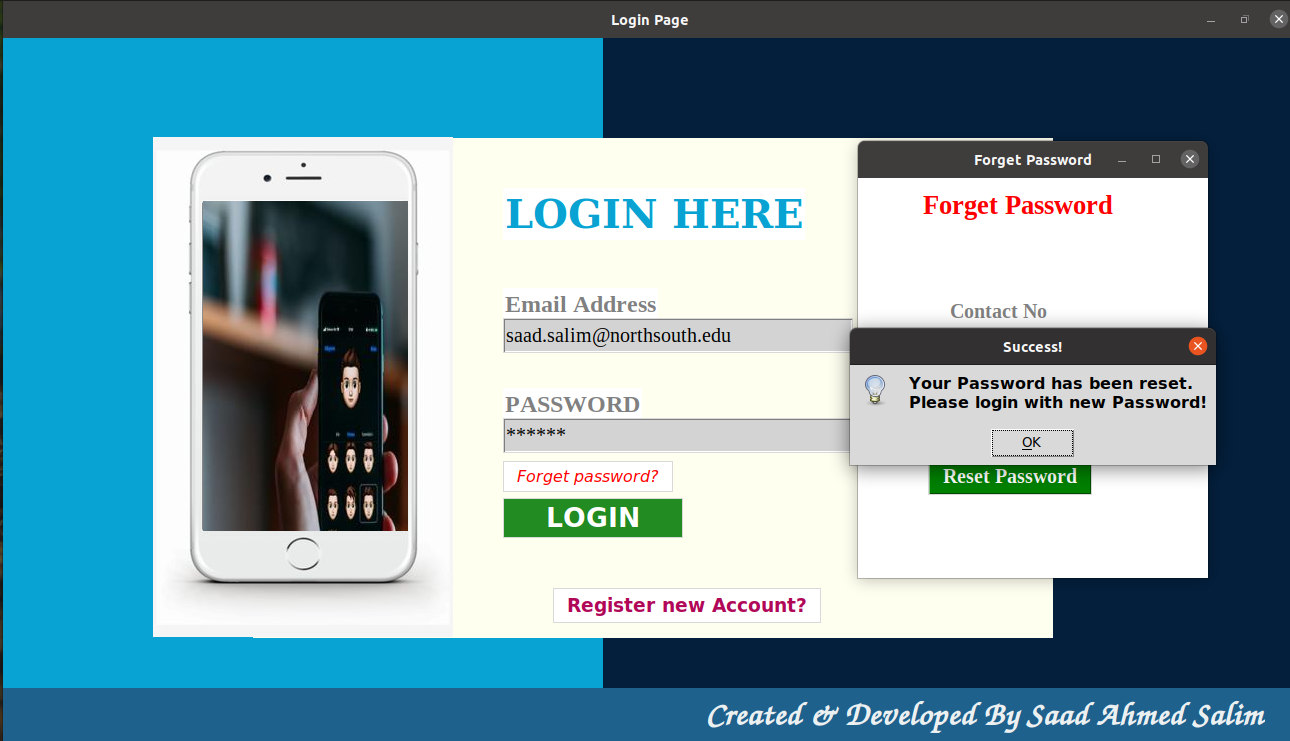 Login Page
LOGIN HERE
Email Address
saad.salim@northsouth.edu
PASSWORD
******
Forget password?
LOGIN
Register new Account?
Forget Password
Forget Password
Contact No
Success!
Your Password has been reset.
Please login with new Password!
OK
Reset Password
Created & Developed By Saad Ahmed Salim